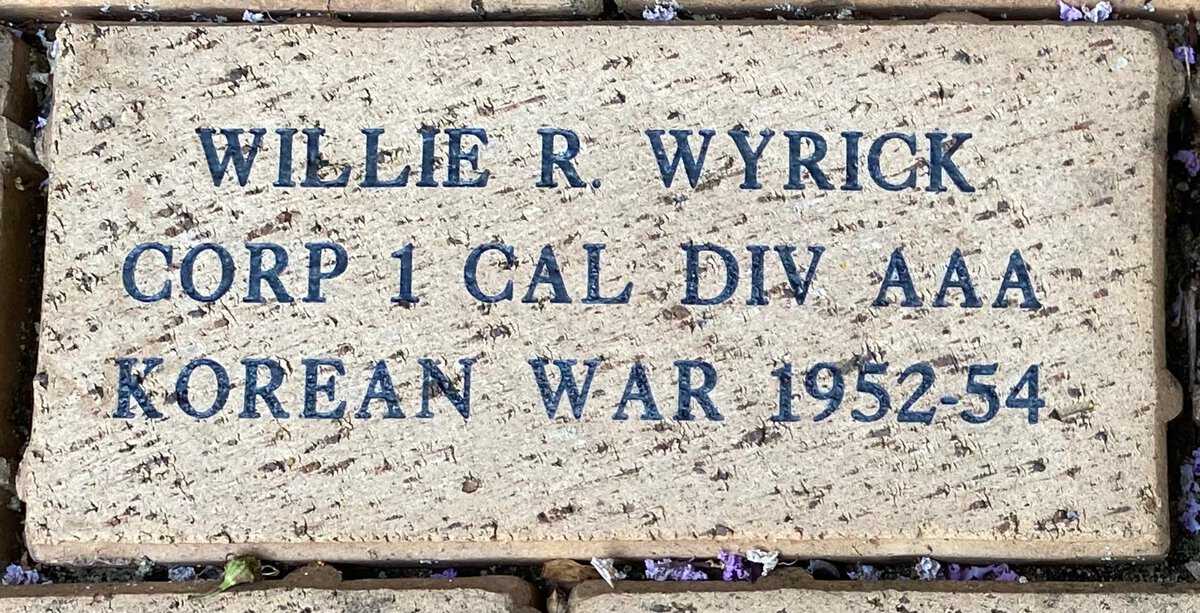 WILLIE R. WYRICK
CORP 1 CAL DIV AAA
KOREAN WAR 1952-54